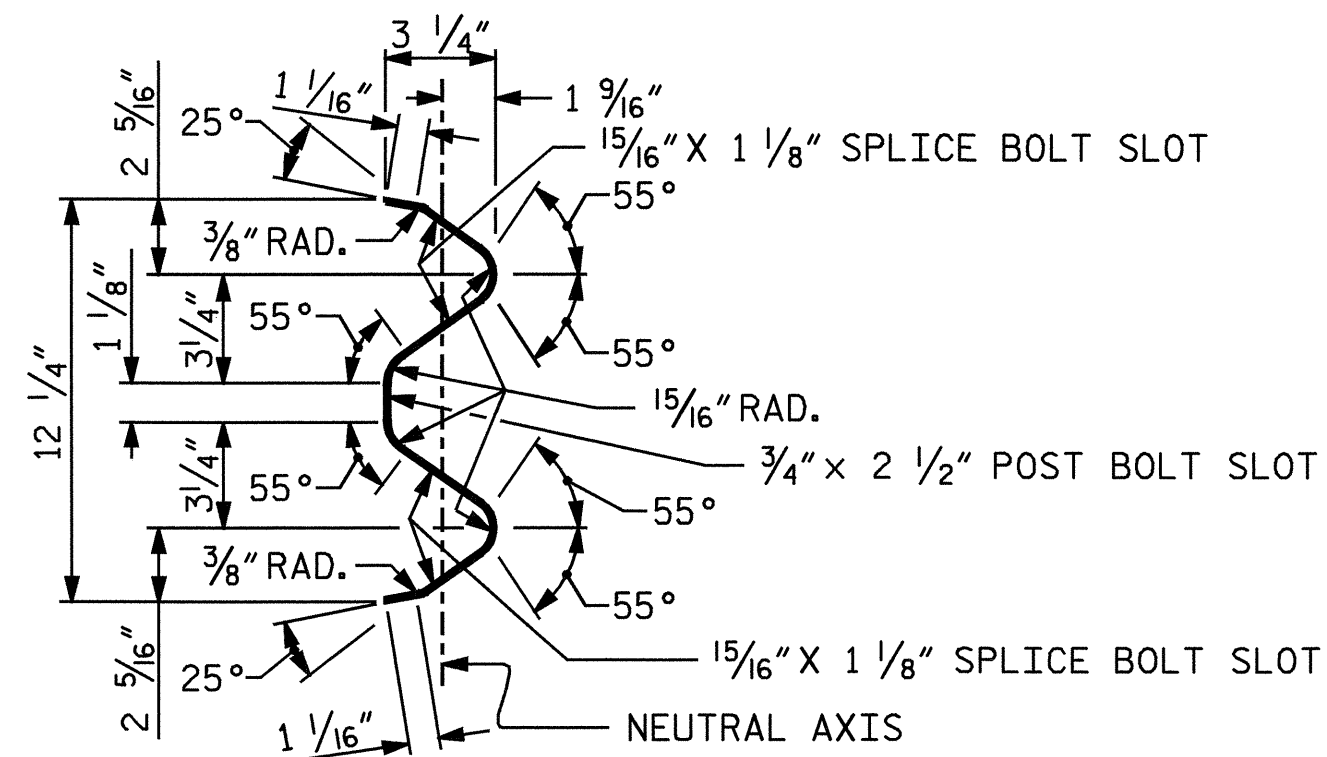 3 1/4"
1 1/16"
1 9/16"
2 5/16"
25°
15/16" X 1 1/8" SPLICE BOLT SLOT
55°
3/8" RAD.
1 1/8"
3 1/4"
55°
55°
12 1/4"
15/16" RAD.
3/4" x 2 1/2" POST BOLT SLOT
3 1/4"
55°
55°
3/8" RAD.
55°
2 5/16"
25°
15/16" X 1 1/8" SPLICE BOLT SLOT
1 1/16"
NEUTRAL AXIS